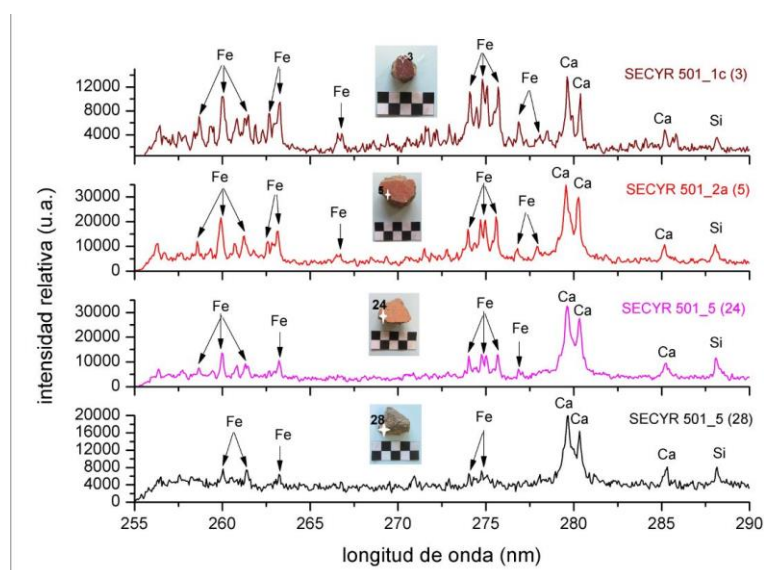 Fe Fe Fe Fe Fe Ca Ca Ca Si
SECYR 501_1c (3)
3
12000
8000
4000
Fe Fe Fe Fe Fe Ca Ca Ca Si
SECYR 501_2a (5)
5
30000
20000
10000
0
Fe Fe Fe Fe Ca Ca Ca Si
SECYR 501_5 (24)
24
30000
20000
10000
0
Fe Fe Fe Ca Ca Ca Si
SECYR 501_5 (28)
28
20000
16000
12000
8000
4000
0
intensidad relativa (u.a.)
255 260 265 270 275 280 285 290
longitud de onda (nm)